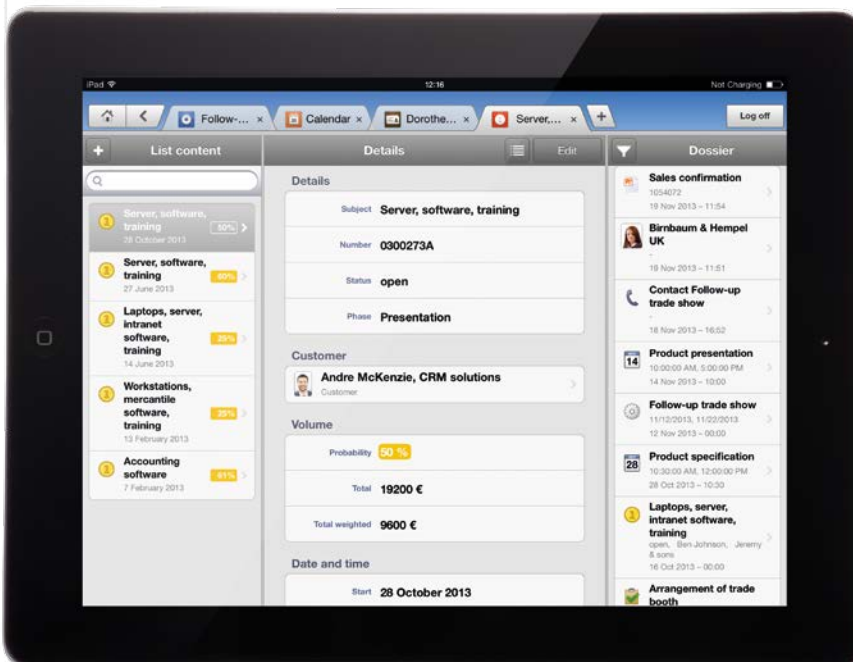 iPad
12:16
Not Charging
Follow-... ×
Calendar ×
Dorothe... ×
Server,... ×
+
Log off
+
List content
Server, software,
training
50%
28 October 2013
Server, software,
training
60%
27 June 2013
Laptops, server,
intranet
software,
training
25%
14 June 2013
Workstations,
mercantile
software,
training
25%
13 February 2013
Accounting
software
61%
7 February 2013
Details
Edit
Details
Subject Server, software, training
Number 0300273A
Status open
Phase Presentation
Customer
Andre McKenzie, CRM solutions
Customer
Volume
Probability 50 %
Total 19200 €
Total weighted 9600 €
Date and time
Start 28 October 2013
Dossier
Sales confirmation
1054072
19 Nov 2013 – 11:54
Birnbaum & Hempel
UK
-
19 Nov 2013 – 11:51
Contact Follow-up
trade show
-
18 Nov 2013 – 16:52
14
Product presentation
10:00:00 AM, 5:00:00 PM
14 Nov 2013 – 10:00
Follow-up trade show
11/12/2013, 11/22/2013
12 Nov 2013 – 00:00
28
Product specification
10:30:00 AM, 12:00:00 PM
28 Oct 2013 – 10:30
Laptops, server,
intranet software,
training
open, Ben Johnson, Jeremy
& sons
16 Oct 2013 – 00:00
Arrangement of trade
booth